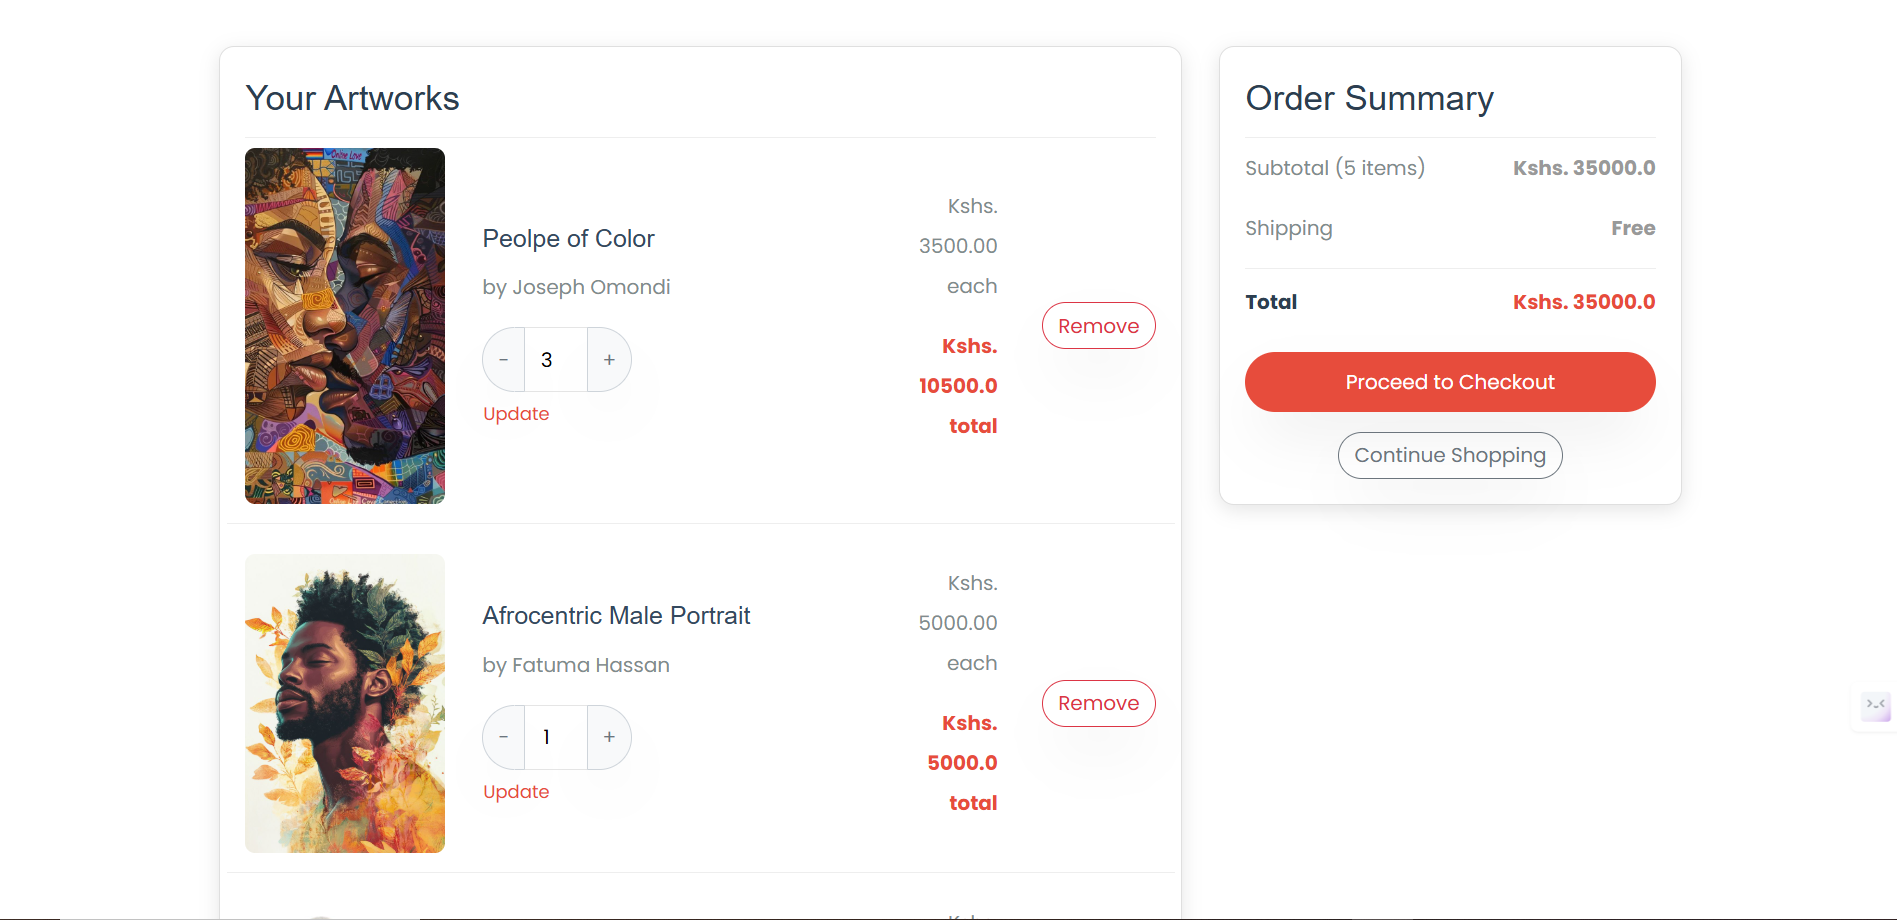 Your Artworks
Online Love
Peolpe of Color
by Joseph Omondi
- 3 +
Update
Kshs.
3500.00
each
Kshs.
10500.0
total
Remove
Afrocentric Male Portrait
by Fatuma Hassan
- 1 +
Update
Kshs.
5000.00
each
Kshs.
5000.0
total
Remove
Order Summary
Subtotal (5 items) Kshs. 35000.0
Shipping Free
Total Kshs. 35000.0
Proceed to Checkout
Continue Shopping